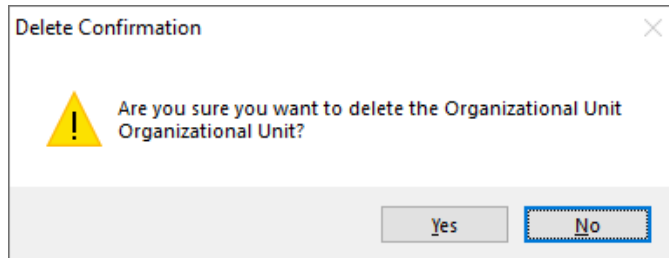 Delete Confirmation
Are you sure you want to delete the Organizational Unit
Organizational Unit?
Yes
No